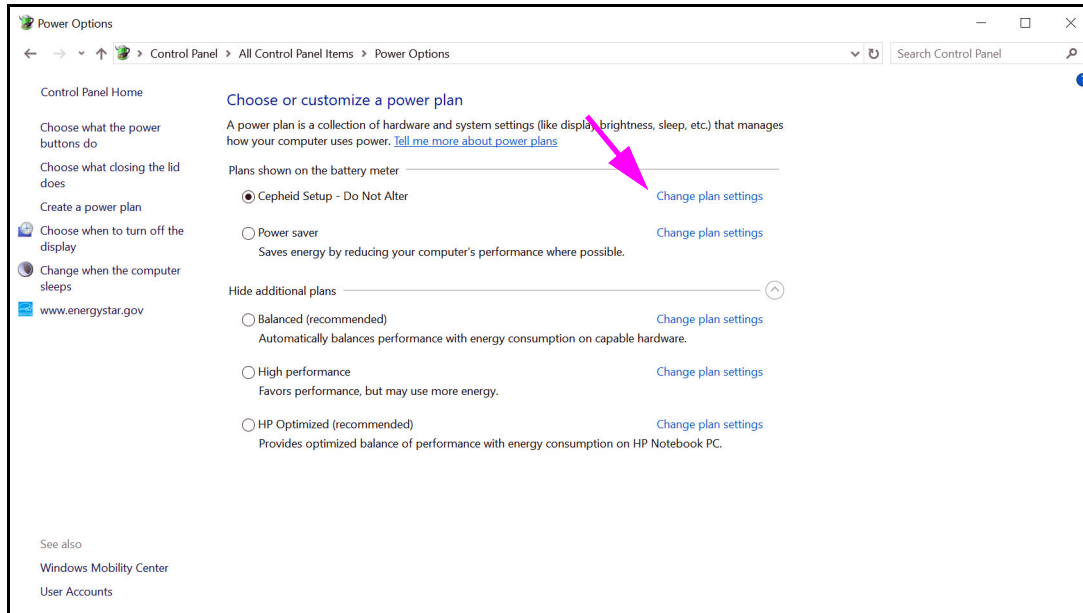 Power Options
Control Panel > All Control Panel Items > Power Options
Search Control Panel
Control Panel Home
Choose what the power
buttons do
Choose what closing the lid
does
Create a power plan
Choose when to turn off the
display
Change when the computer
sleeps
www.energystar.gov
Choose or customize a power plan
A power plan is a collection of hardware and system settings (like display brightness, sleep, etc.) that manages
how your computer uses power. Tell me more about power plans
Plans shown on the battery meter
Cepheid Setup - Do Not Alter Change plan settings
Power saver Change plan settings
Saves energy by reducing your computer's performance where possible.
Hide additional plans
Balanced (recommended) Change plan settings
Automatically balances performance with energy consumption on capable hardware.
High performance Change plan settings
Favors performance, but may use more energy.
HP Optimized (recommended) Change plan settings
Provides optimized balance of performance with energy consumption on HP Notebook PC.
See also
Windows Mobility Center
User Accounts